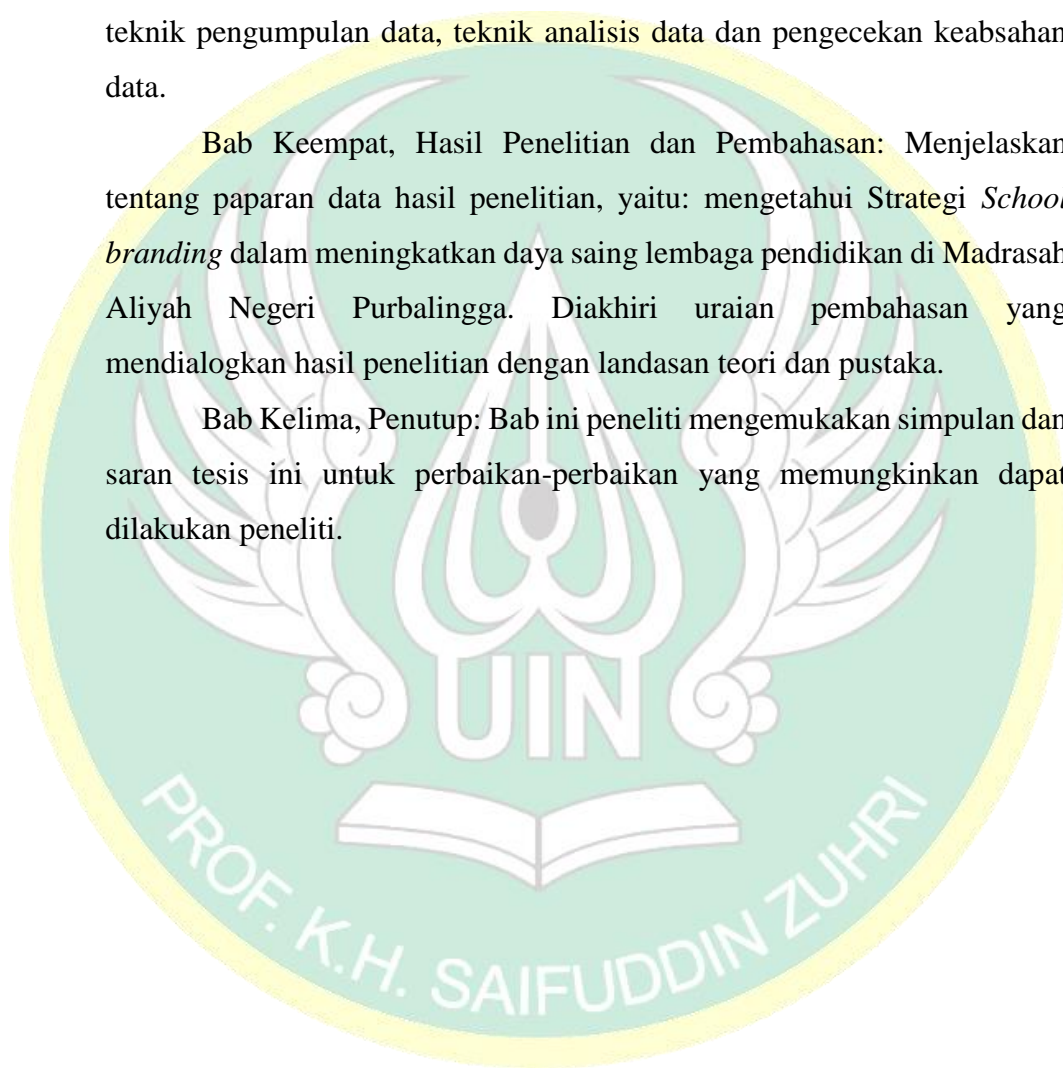 teknik pengumpulan data, teknik analisis data dan pengecekan keabsahan
data.
Bab Keempat, Hasil Penelitian dan Pembahasan: Menjelaskan
tentang paparan data hasil penelitian, yaitu: mengetahui Strategi School
branding dalam meningkatkan daya saing lembaga pendidikan di Madrasah
Aliyah Negeri Purbalingga. Diakhiri uraian pembahasan yang
mendialogkan hasil penelitian dengan landasan teori dan pustaka.
Bab Kelima, Penutup: Bab ini peneliti mengemukakan simpulan dan
saran tesis ini untuk perbaikan-perbaikan yang memungkinkan dapat
dilakukan peneliti.
UIN
PROF. K.H. SAIFUDDIN ZUHRI